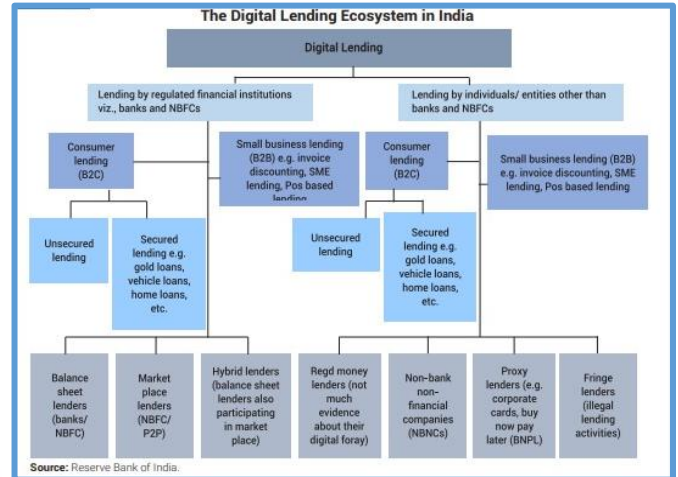 The Digital Lending Ecosystem in India
Digital Lending
Lending by regulated financial institutions
viz., banks and NBFCs
Lending by individuals/ entities other than
banks and NBFCs
Consumer
lending
(B2C)
Small business lending
(B2B) e.g. invoice
discounting, SME
lending, Pos based
lending
Consumer
lending
(B2C)
Small business lending (B2B)
e.g. invoice discounting, SME
lending, Pos based lending
Unsecured
lending
Secured
lending e.g.
gold loans,
vehicle loans,
home loans,
etc.
Unsecured
lending
Secured
lending e.g.
gold loans,
vehicle loans,
home loans,
etc.
Balance
sheet
lenders
(banks/
NBFC)
Market
place
lenders
(NBFC/
P2P)
Hybrid lenders
(balance sheet
lenders also
participating
in market
place)
Regd money
lenders (not
much
evidence
about their
digital foray)
Non-bank
non-
financial
companies
(NBNCs)
Proxy
lenders (e.g.
corporate
cards, buy
now pay
later (BNPL)
Fringe
lenders
(illegal
lending
activities)
Source: Reserve Bank of India.